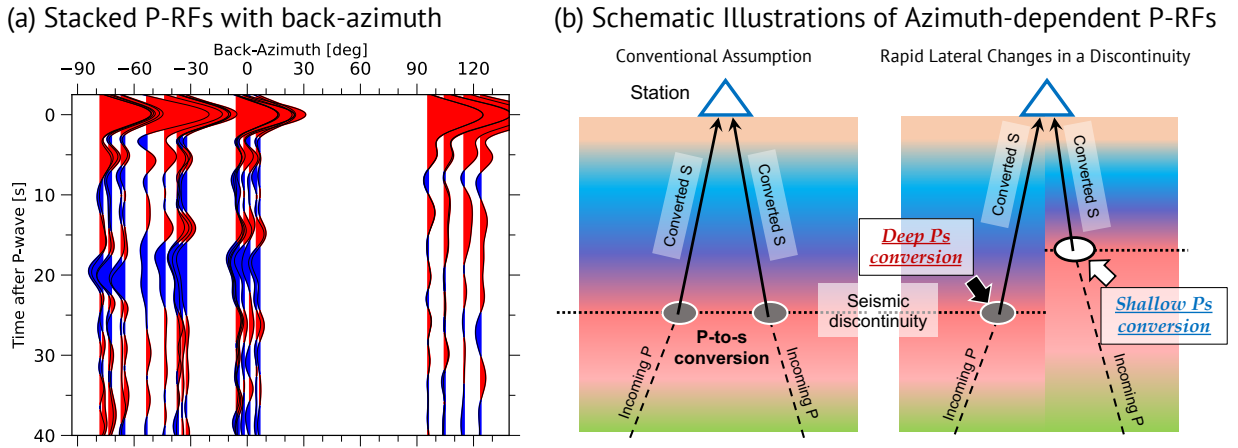 (a) Stacked P-RFs with back-azimuth
Back-Azimuth [deg]
−90 −60 −30 0 30 60 90 120
Time after P-wave [s]
0
10
20
30
40
(b) Schematic Illustrations of Azimuth-dependent P-RFs
Conventional Assumption
Station
Converted S
Converted S
Seismic
discontinuity
P-to-s
conversion
Incoming P
Incoming P
Rapid Lateral Changes in a Discontinuity
Converted S
Converted S
Deep Ps
conversion
Shallow Ps
conversion
Incoming P
Incoming P